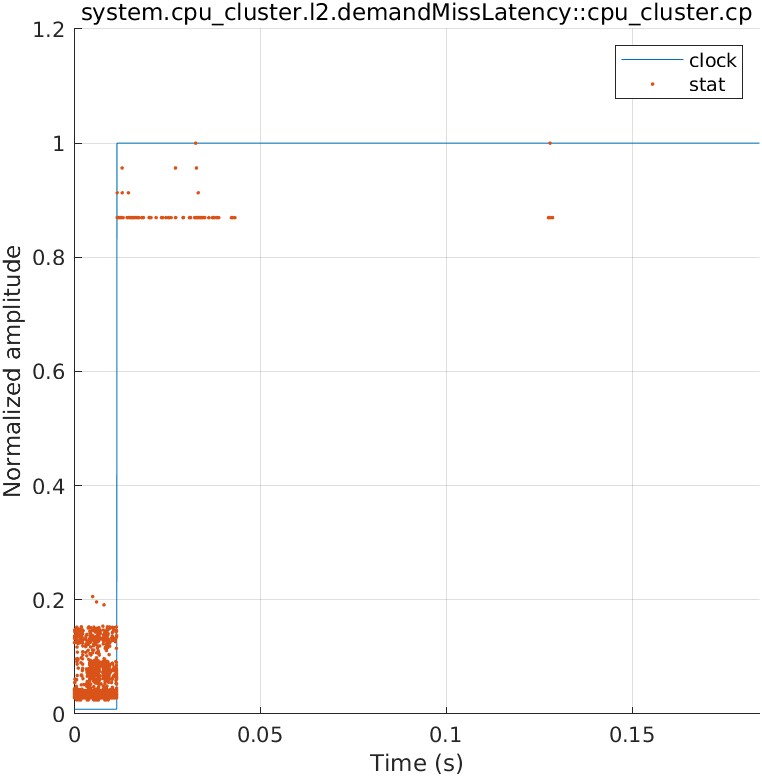 system.cpu_cluster.l2.demandMissLatency::cpu_cluster.cp
1.2
1
0.8
0.6
0.4
0.2
0
Normalized amplitude
clock
stat
0
0.05
0.1
0.15
Time (s)